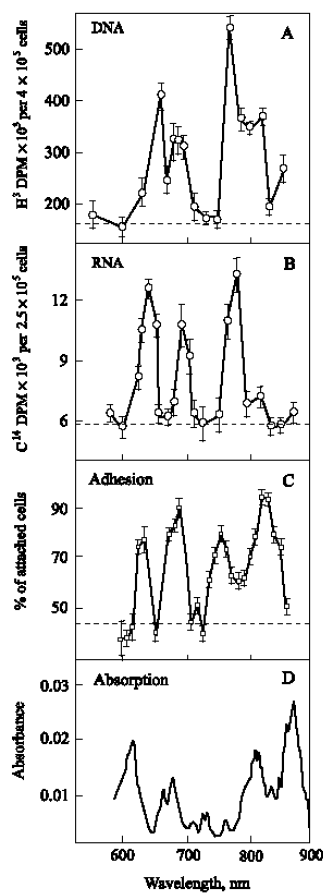 DNA
A
500
400
300
200
H³ DPM × 10³ per 4 × 10⁵ cells
RNA
B
12
9
6
C¹⁴ DPM × 10³ per 2.5 × 10⁵ cells
Adhesion
C
90
70
50
% of attached cells
Absorption
D
0.03
0.02
0.01
Absorbance
600
700
800
900
Wavelength, nm